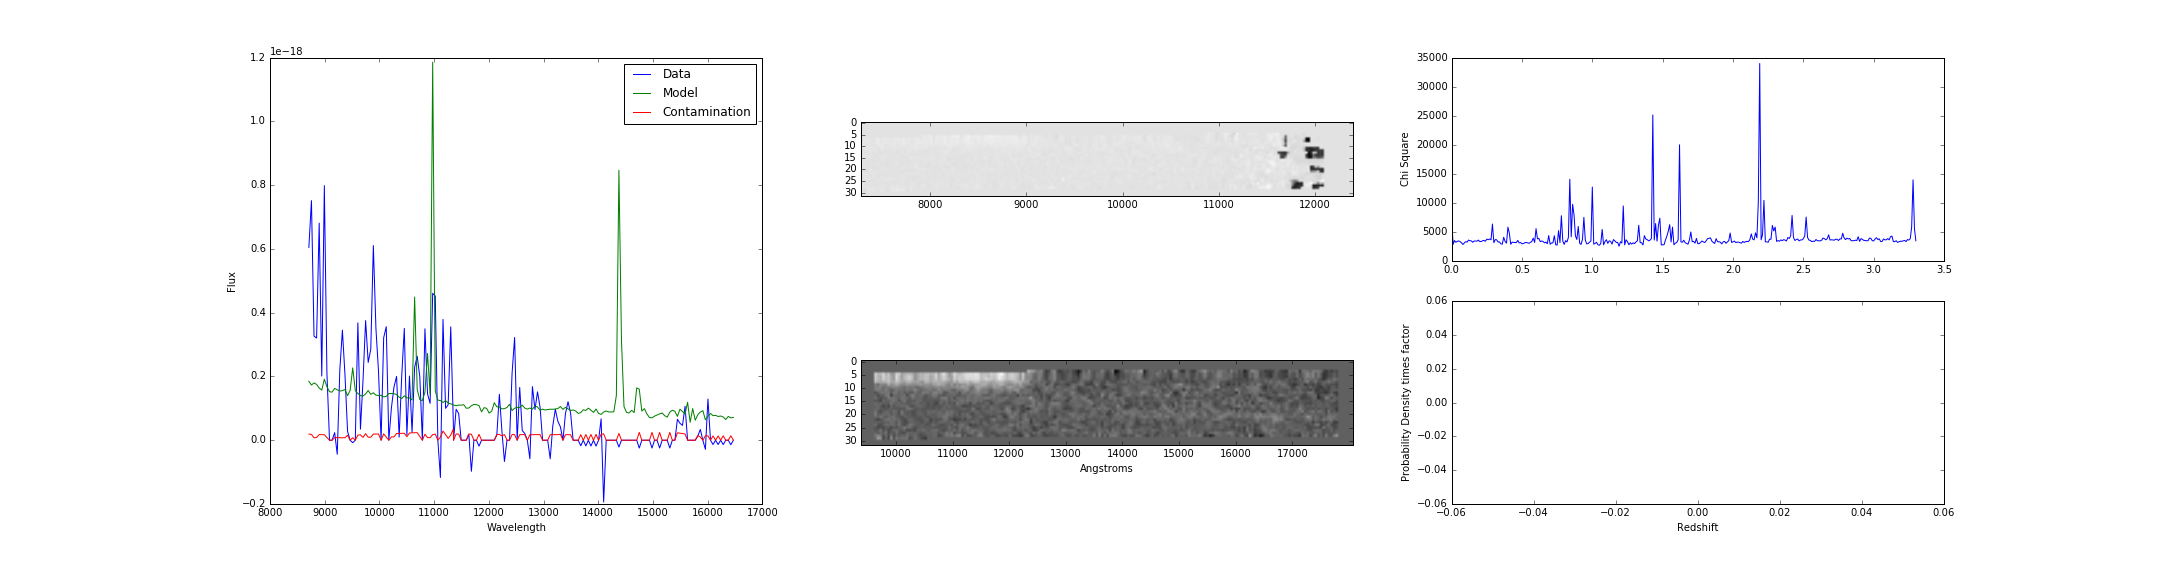 1e−18
1.2
1.0
0.8
0.6
0.4
0.2
0.0
−0.2
Flux
8000 9000 10000 11000 12000 13000 14000 15000 16000 17000
Wavelength
Data
Model
Contamination
0
5
10
15
20
25
30
8000 9000 10000 11000 12000
0
5
10
15
20
25
30
10000 11000 12000 13000 14000 15000 16000 17000
Angstroms
35000
30000
25000
20000
15000
10000
5000
0
Chi Square
0.0 0.5 1.0 1.5 2.0 2.5 3.0 3.5
0.06
0.04
0.02
0.00
−0.02
−0.04
−0.06
Probability Density times factor
−0.06 −0.04 −0.02 0.00 0.02 0.04 0.06
Redshift